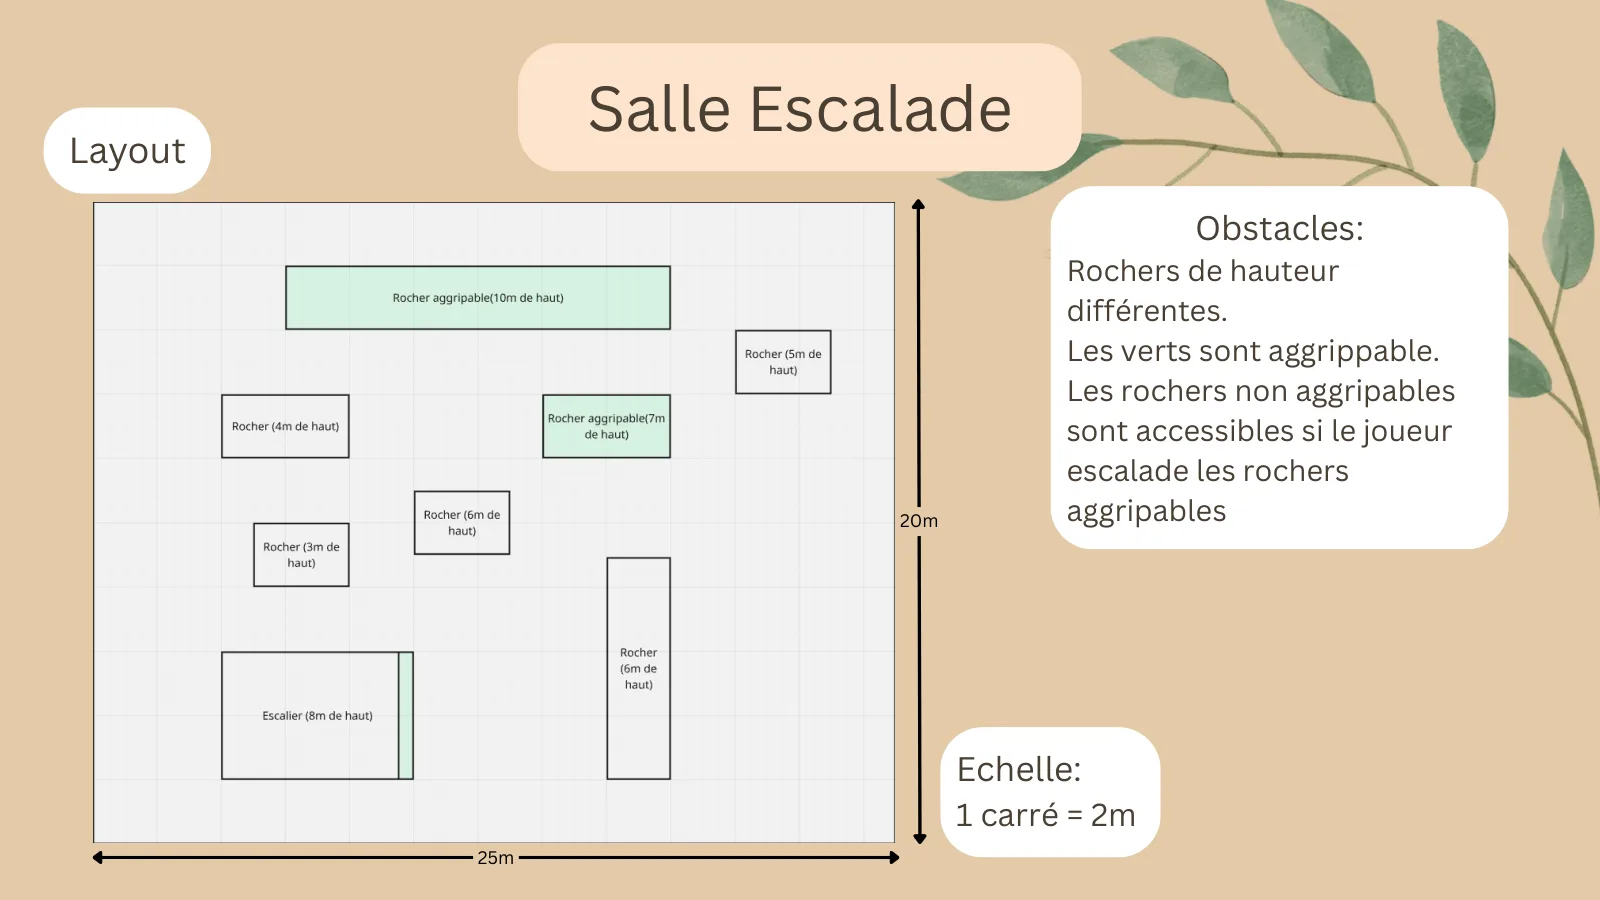 Salle Escalade
Layout
Rocher aggripable(10m de haut)
Rocher (5m de
haut)
Rocher (4m de haut)
Rocher aggripable(7m
de haut)
Rocher (6m de
haut)
Rocher (3m de
haut)
Rocher
(6m de
haut)
Escalier (8m de haut)
20m
25m
Obstacles:
Rochers de hauteur
différentes.
Les verts sont aggrippable.
Les rochers non aggripables
sont accessibles si le joueur
escalade les rochers
aggripables
Echelle:
1 carré = 2m